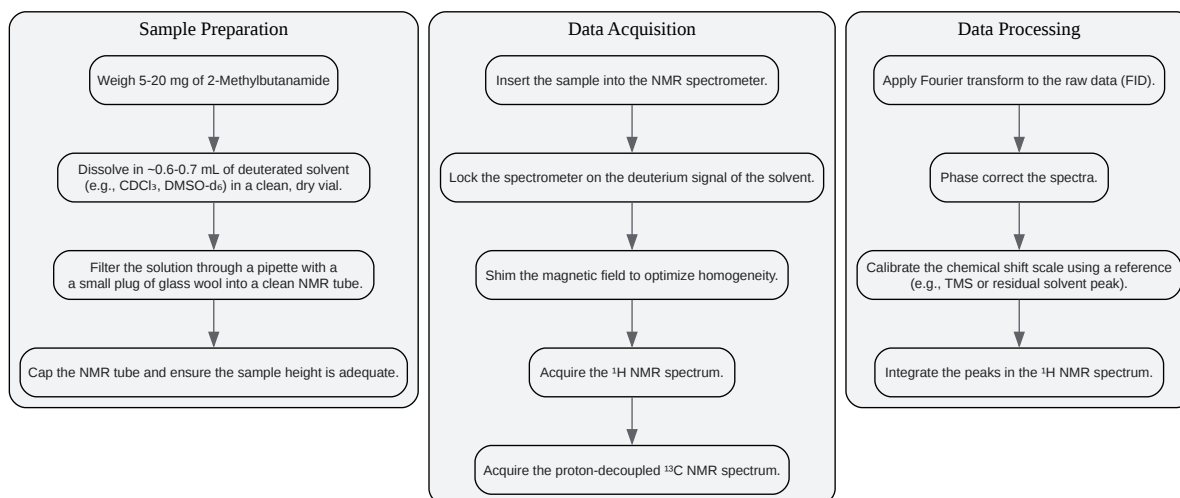 Sample Preparation
Weigh 5-20 mg of 2-Methylbutanamide
Dissolve in ~0.6-0.7 mL of deuterated solvent
(e.g., CDCl₃, DMSO-d₆) in a clean, dry vial.
Filter the solution through a pipette with a
a small plug of glass wool into a clean NMR tube.
Cap the NMR tube and ensure the sample height is adequate.
Data Acquisition
Insert the sample into the NMR spectrometer.
Lock the spectrometer on the deuterium signal of the solvent.
Shim the magnetic field to optimize homogeneity.
Acquire the ¹H NMR spectrum.
Acquire the proton-decoupled ¹³C NMR spectrum.
Data Processing
Apply Fourier transform to the raw data (FID).
Phase correct the spectra.
Calibrate the chemical shift scale using a reference
(e.g., TMS or residual solvent peak).
Integrate the peaks in the ¹H NMR spectrum.